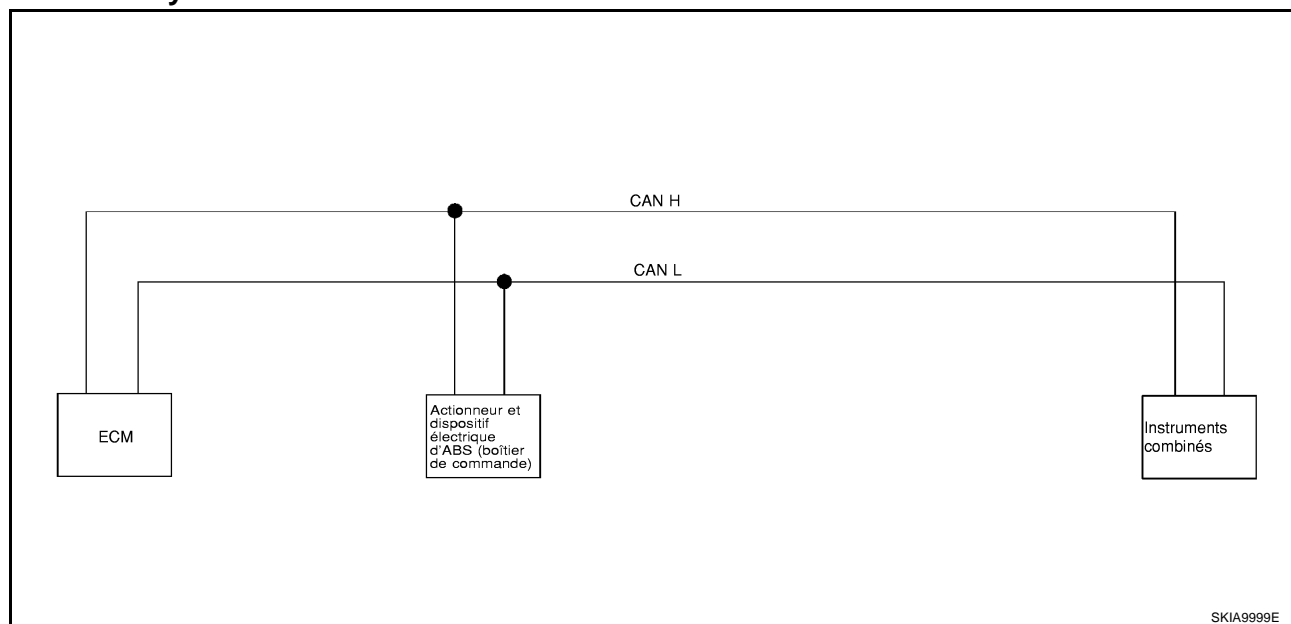 CAN H
CAN L
ECM
Actionneur et
dispositif
électrique
d'ABS (boîtier
de commande)
Instruments
combinés
SKIA9999E